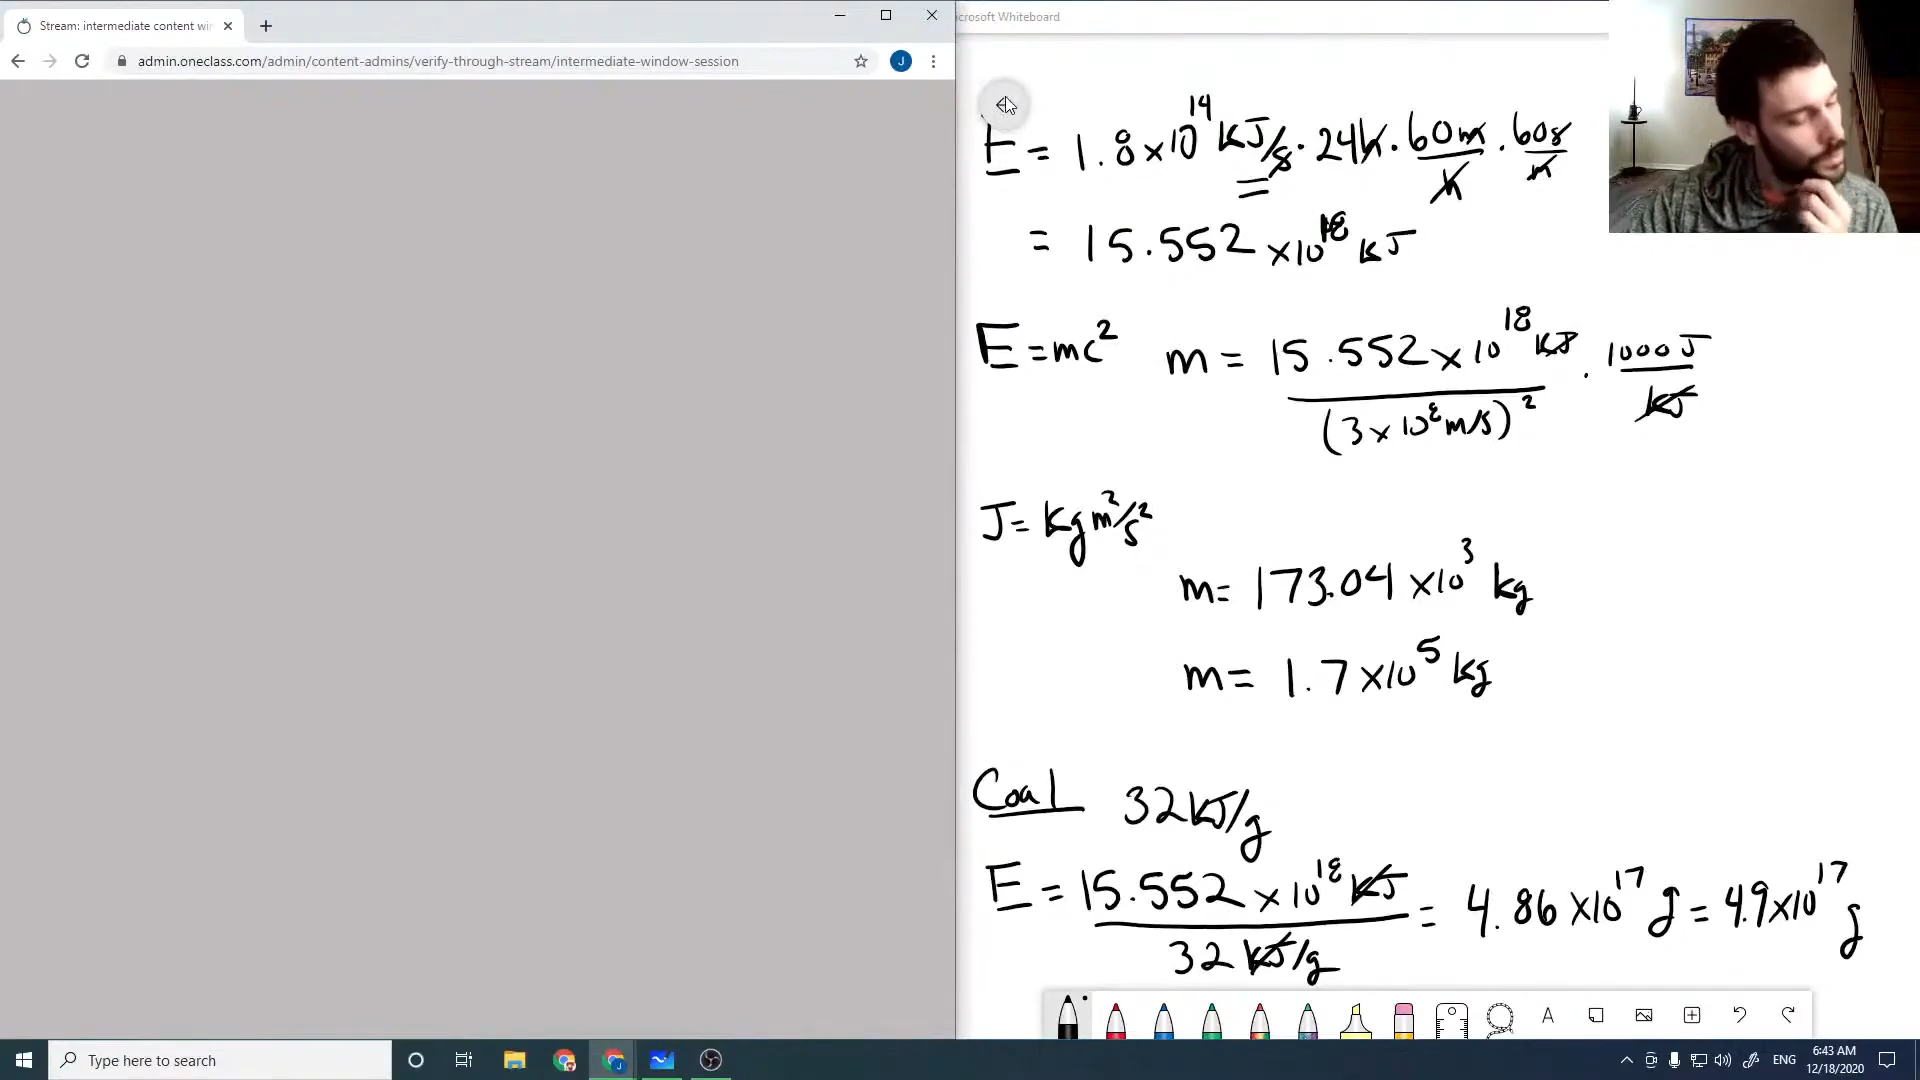 Stream: intermediate content wi
admin.oneclass.com/admin/content-admins/verify-through-stream/intermediate-window-session
J
icrosoft Whiteboard
E = 1.8 × 10^14 kJ/s · 24h · 60m/h · 60s/m
= 15.552 × 10^18 kJ
E = mc^2 m = 15.552 × 10^18 kJ / (3 × 10^8 m/s)^2 · 1000 J / kJ
J = kg m^2/s^2
m = 173.04 × 10^3 kg
m = 1.7 × 10^5 kg
Coal 32 kJ/g
E = 15.552 × 10^18 kJ / 32 kJ/g = 4.86 × 10^17 g = 4.9 × 10^17 g
Type here to search
ENG
6:43 AM
12/18/2020